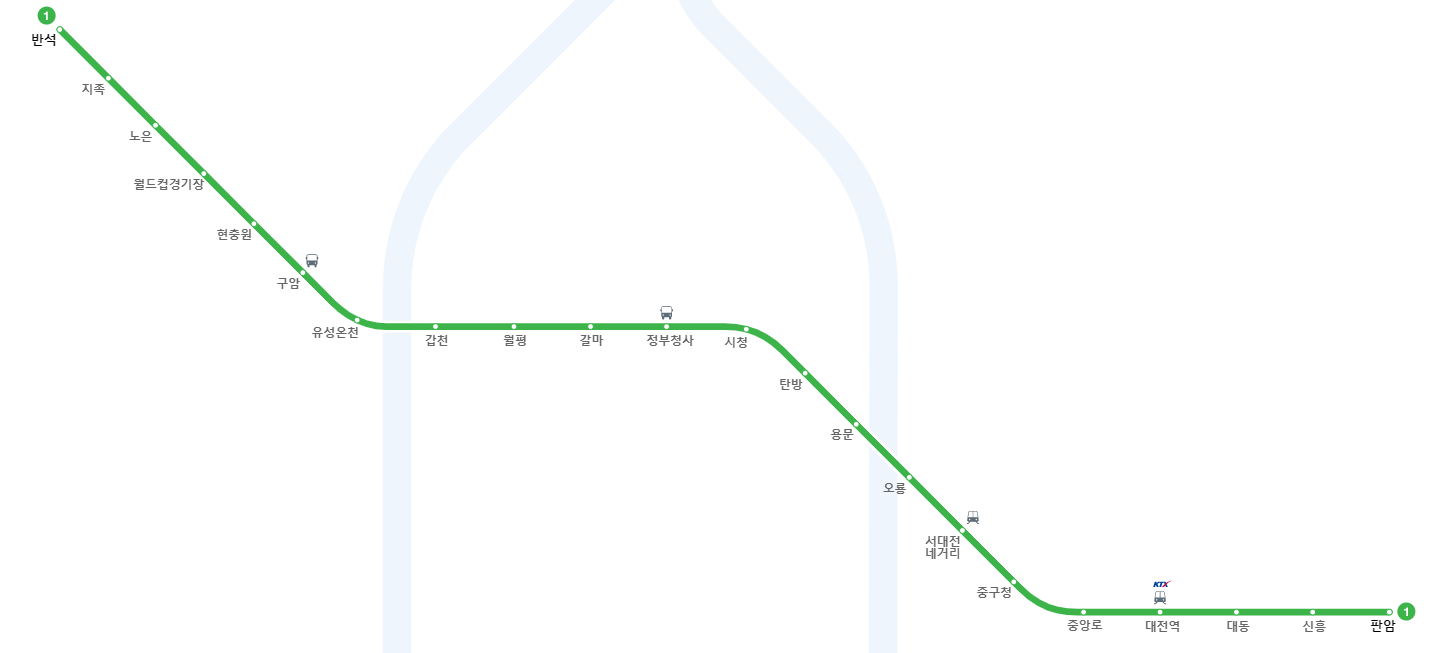 1
반석
지족
노은
월드컵경기장
현충원
구암
유성온천
갑천
월평
갈마
정부청사
시청
탄방
용문
오룡
서대전
네거리
중구청
중앙로
KTX
대전역
대동
신흥
판암
1